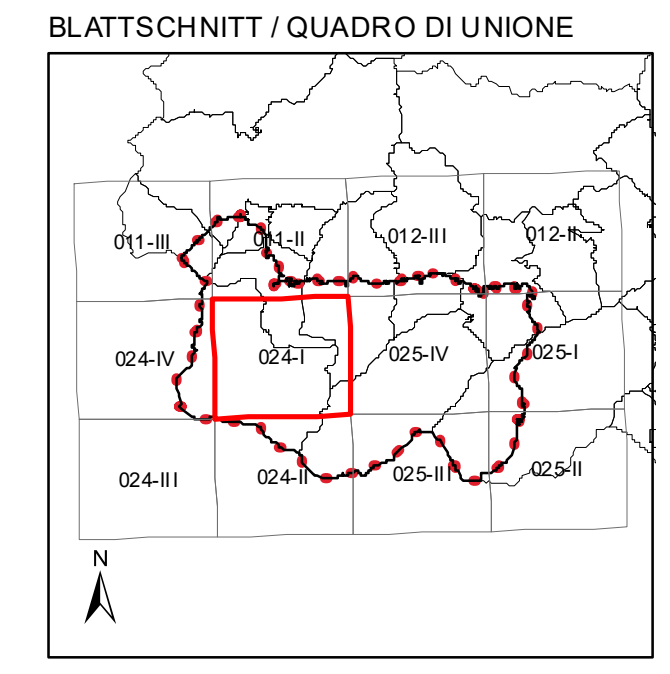 BLATTSCHNITT / QUADRO DI UNIONE
011-III 011-II 012-III 012-II
024-IV 024-I 025-IV 025-I
024-III 024-II 025-III 025-II
N